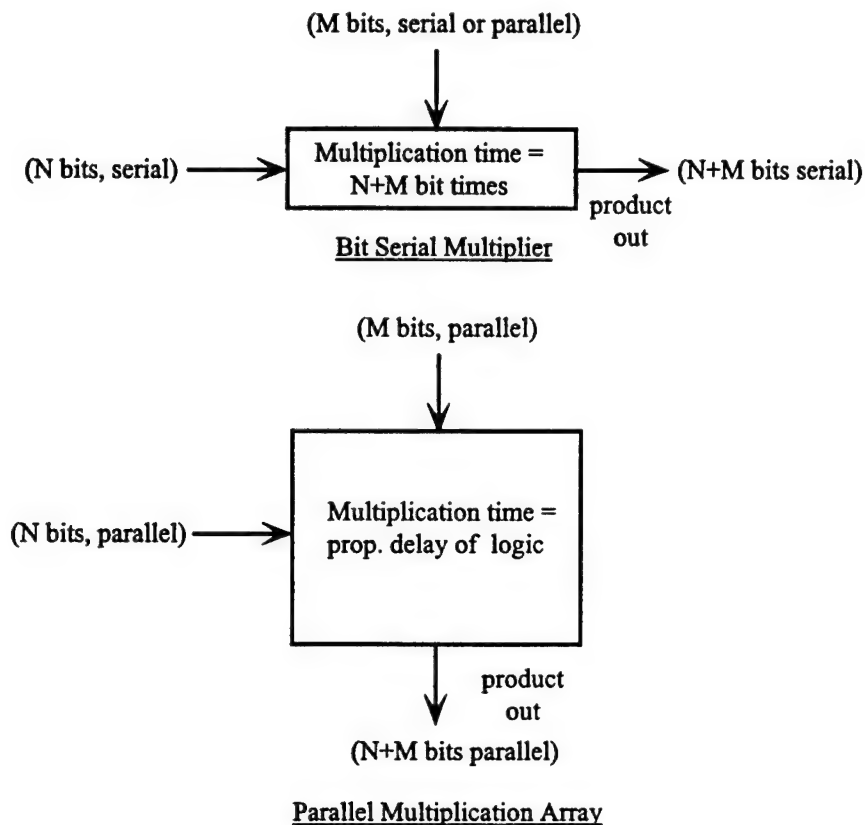 (M bits, serial or parallel)
(N bits, serial)
Multiplication time =
N+M bit times
(N+M bits serial)
product
out
Bit Serial Multiplier
(M bits, parallel)
(N bits, parallel)
Multiplication time =
prop. delay of logic
product
out
(N+M bits parallel)
Parallel Multiplication Array